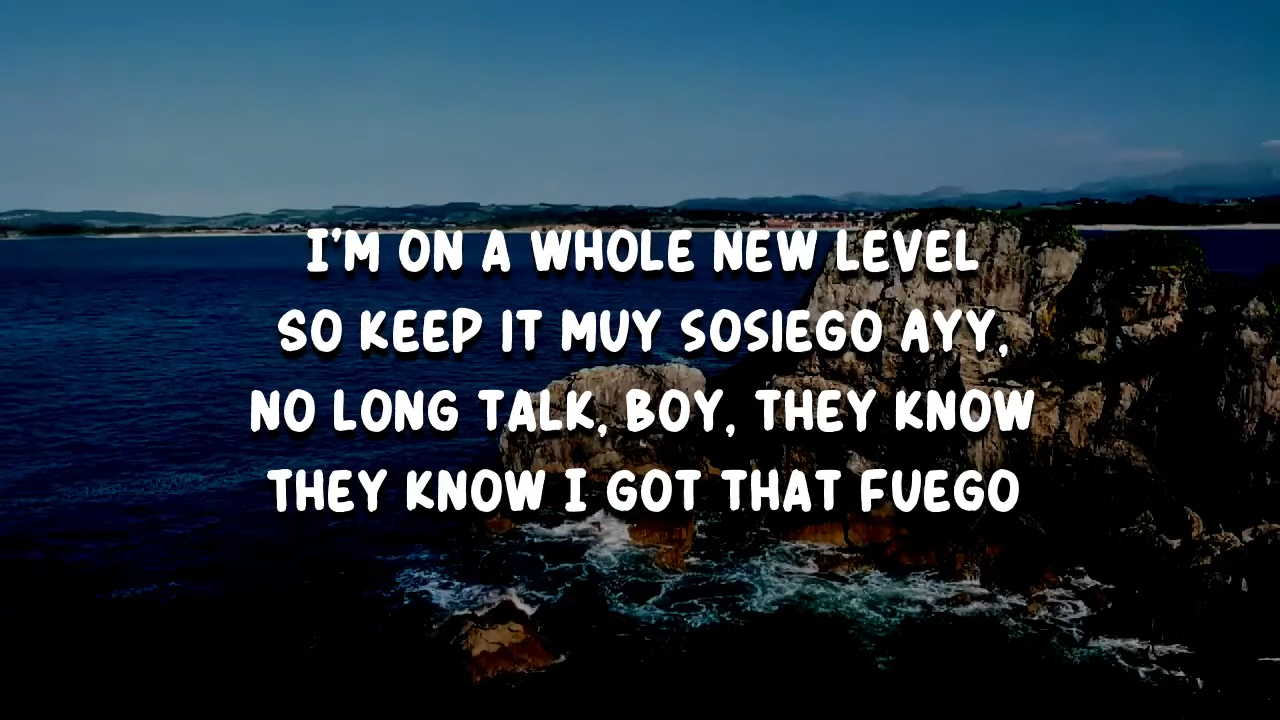 I'M ON A WHOLE NEW LEVEL
SO KEEP IT MUY SOSIEGO AYY,
NO LONG TALK, BOY, THEY KNOW
THEY KNOW I GOT THAT FUEGO